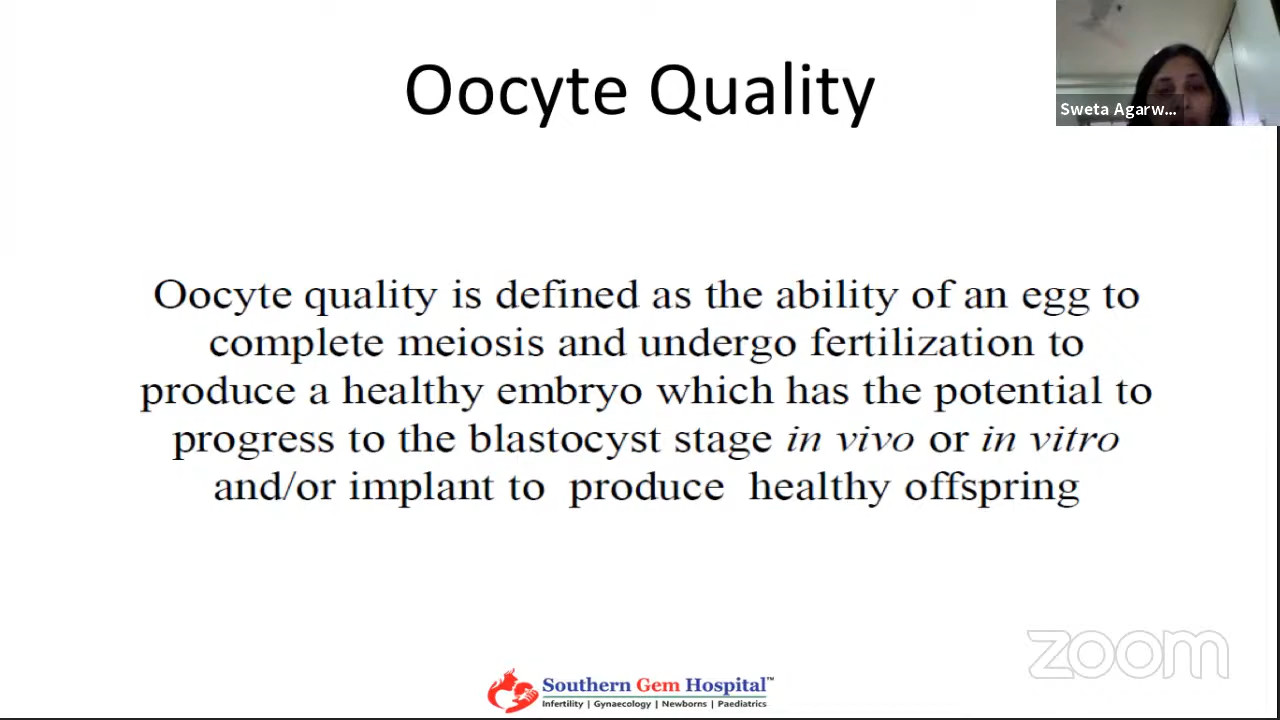 Oocyte Quality
Sweta Agarw...
Oocyte quality is defined as the ability of an egg to
complete meiosis and undergo fertilization to
produce a healthy embryo which has the potential to
progress to the blastocyst stage in vivo or in vitro
and/or implant to produce healthy offspring
zoom
Southern Gem Hospital™
Infertility | Gynaecology | Newborns | Paediatrics